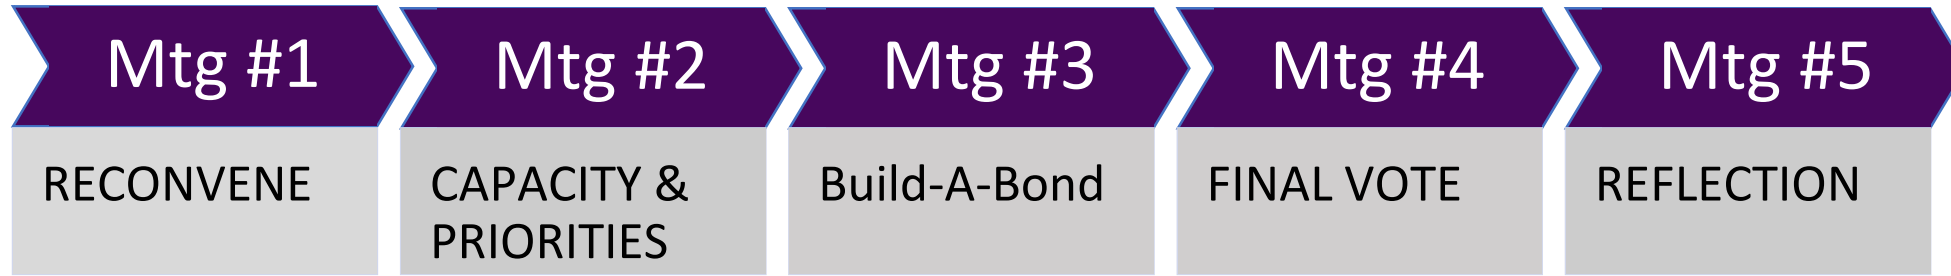 Mtg #1
RECONVENE
Mtg #2
CAPACITY &
PRIORITIES
Mtg #3
Build-A-Bond
Mtg #4
FINAL VOTE
Mtg #5
REFLECTION